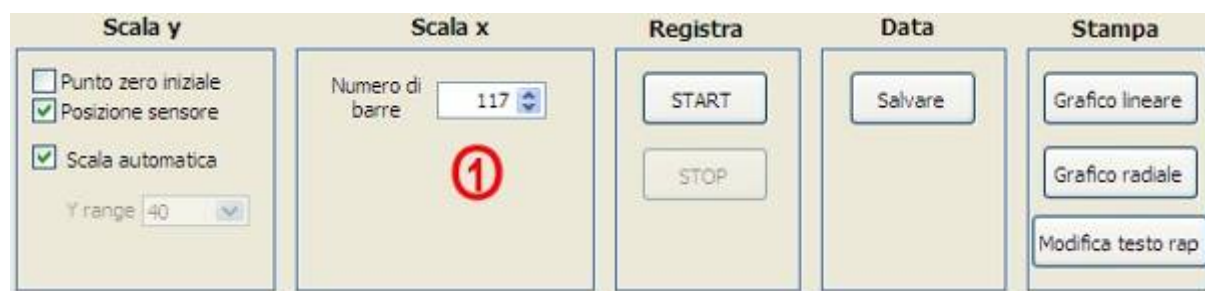 Scala y
Scala x
Registra
Data
Stampa
Punto zero iniziale
Posizione sensore
Scala automatica
Y range 40
Numero di
barre
117
1
START
STOP
Salvare
Grafico lineare
Grafico radiale
Modifica testo rap